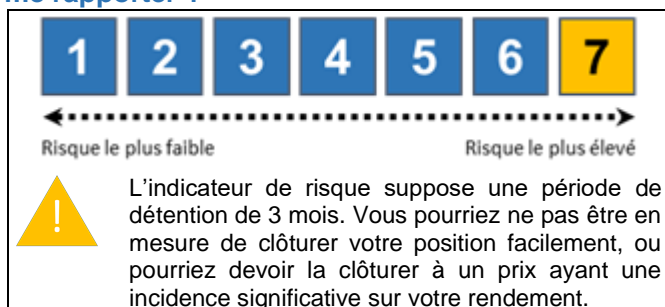 me rapporter ?
1 2 3 4 5 6 7
Risque le plus faible Risque le plus élevé
!
L'indicateur de risque suppose une période de
détention de 3 mois. Vous pourriez ne pas être en
mesure de clôturer votre position facilement, ou
pourriez devoir la clôturer à un prix ayant une
incidence significative sur votre rendement.